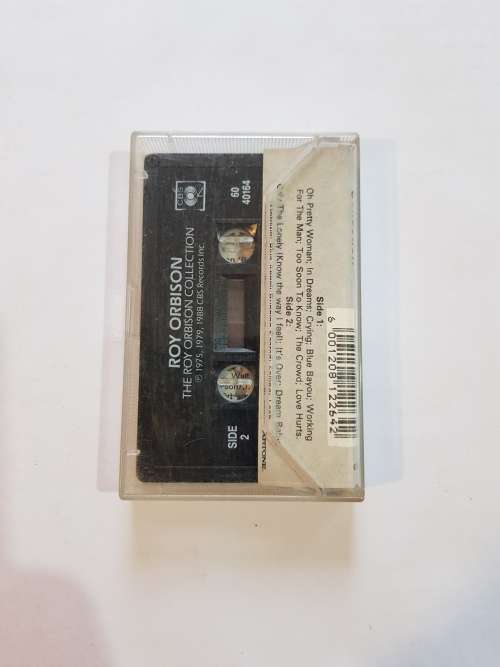 CBS
60
40164
ROY ORBISON
THE ROY ORBISON COLLECTION
℗ 1975, 1979, 1988 CBS Records Inc.
SIDE
2
Side 1:
Oh Pretty Woman; In Dreams; Crying; Blue Bayou; Working
For The Man; Too Soon To Know; The Crowd; Love Hurts.
Side 2:
The Lonely (Know the way I feel); It's Over; Dream
6 001208 122642